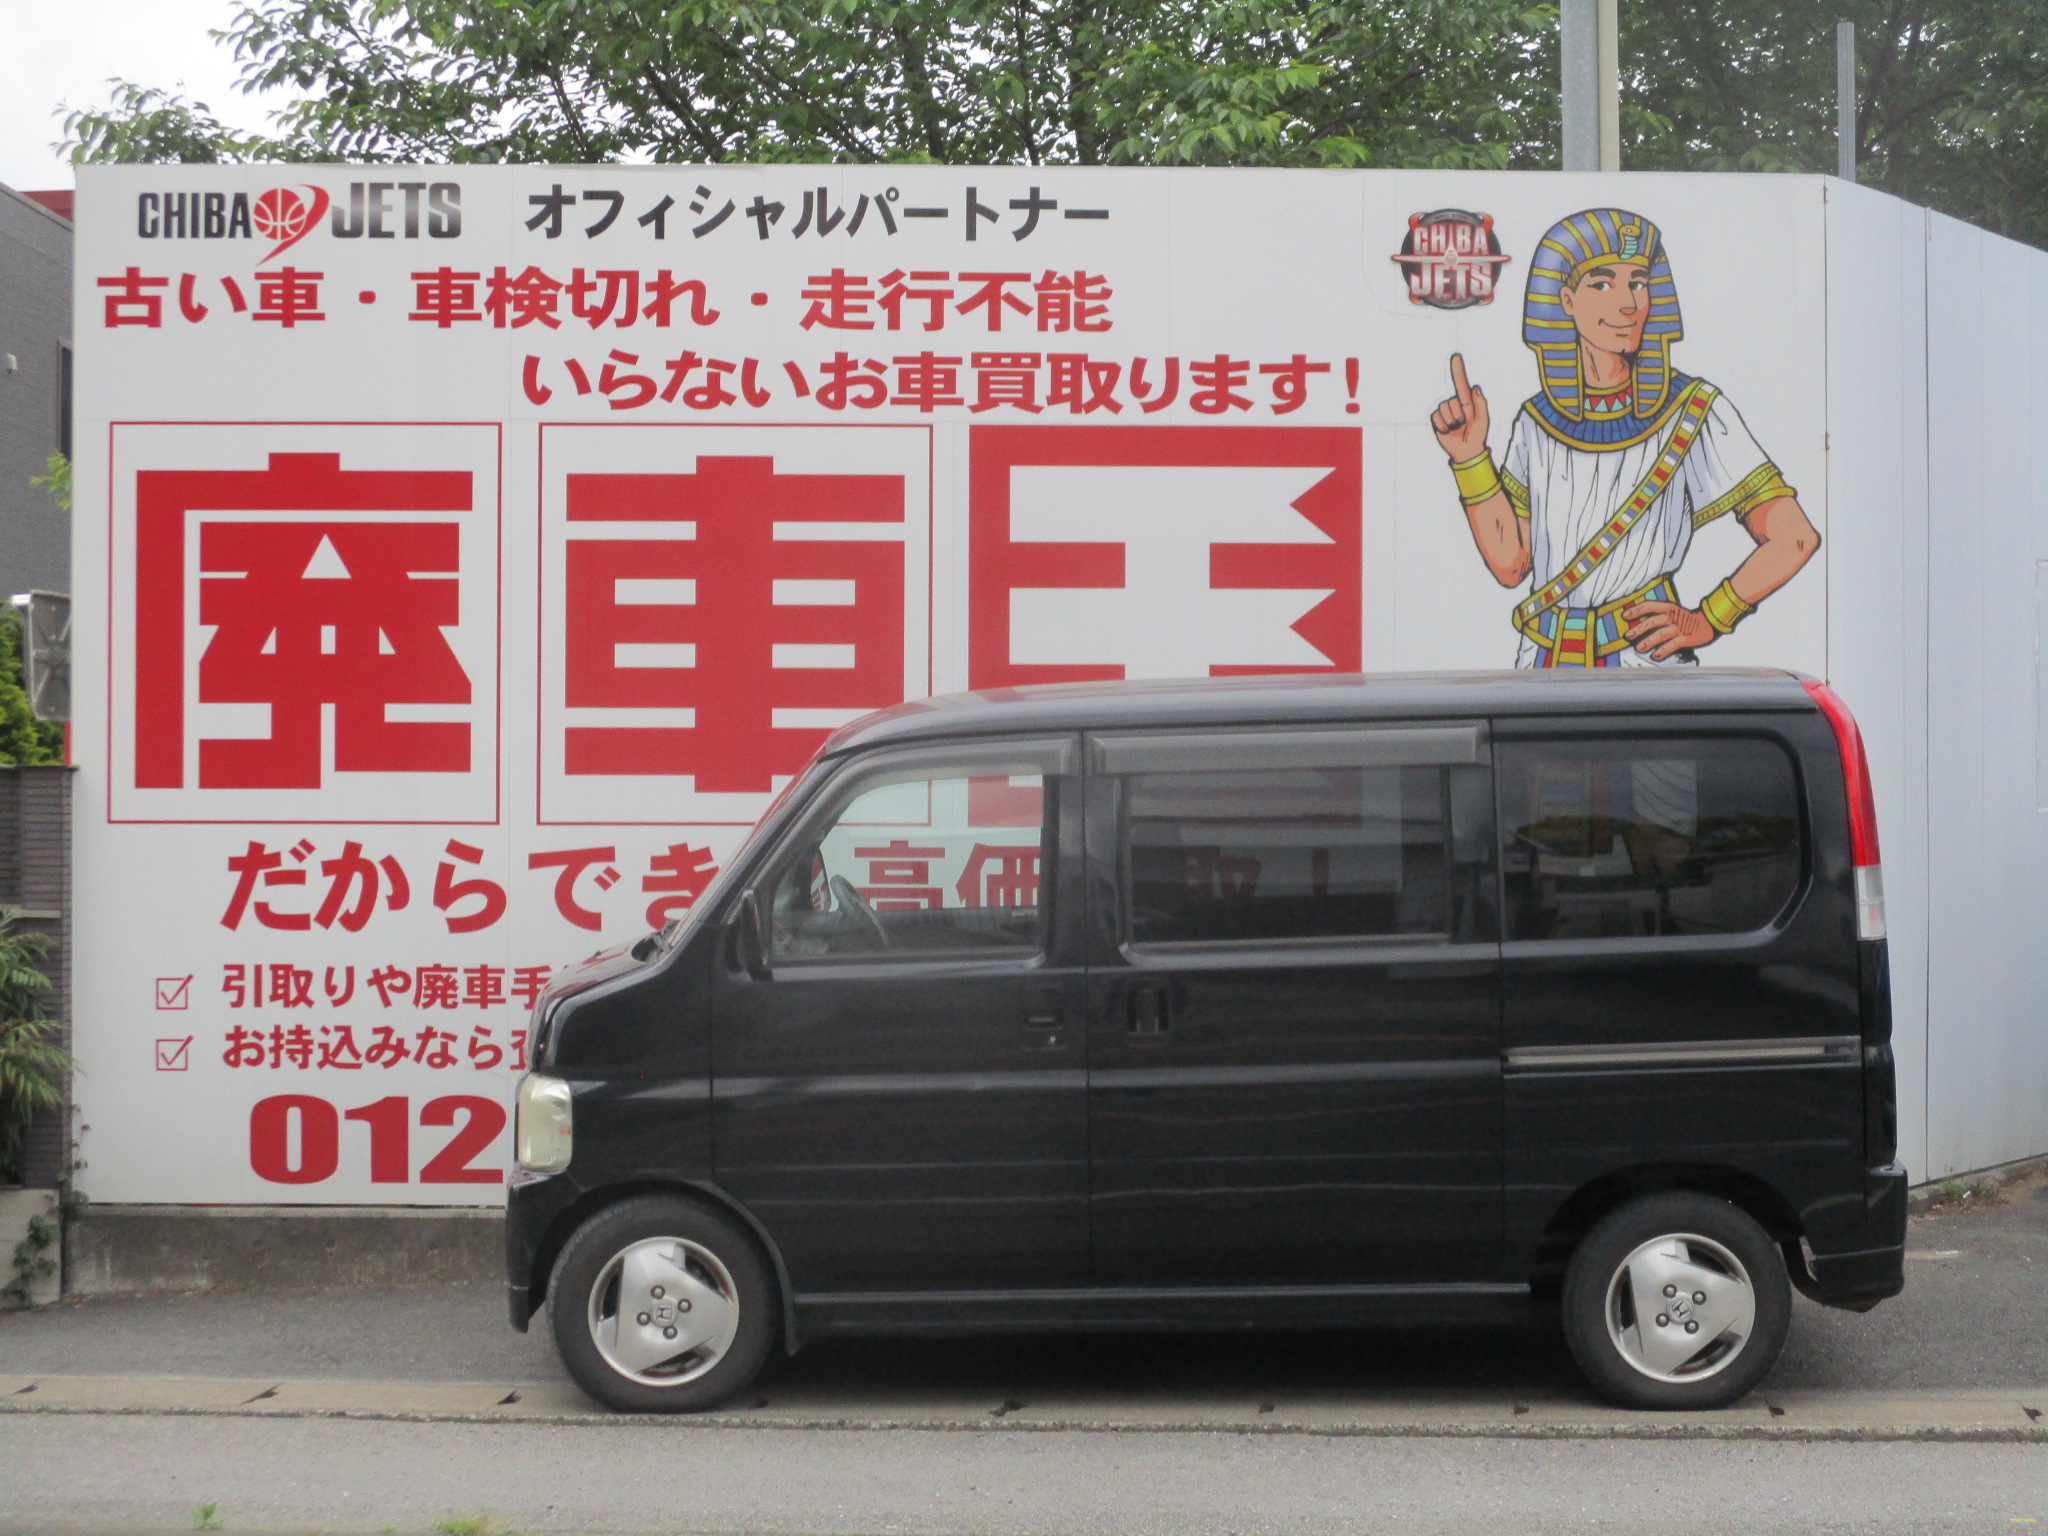 CHIBA JETS オフィシャルパートナー
古い車・車検切れ・走行不能
いらないお車買取ります!
CHIBA
JETS
廃車王
だからでき 高価 取!
引取りや廃車手
お持込みなら
012